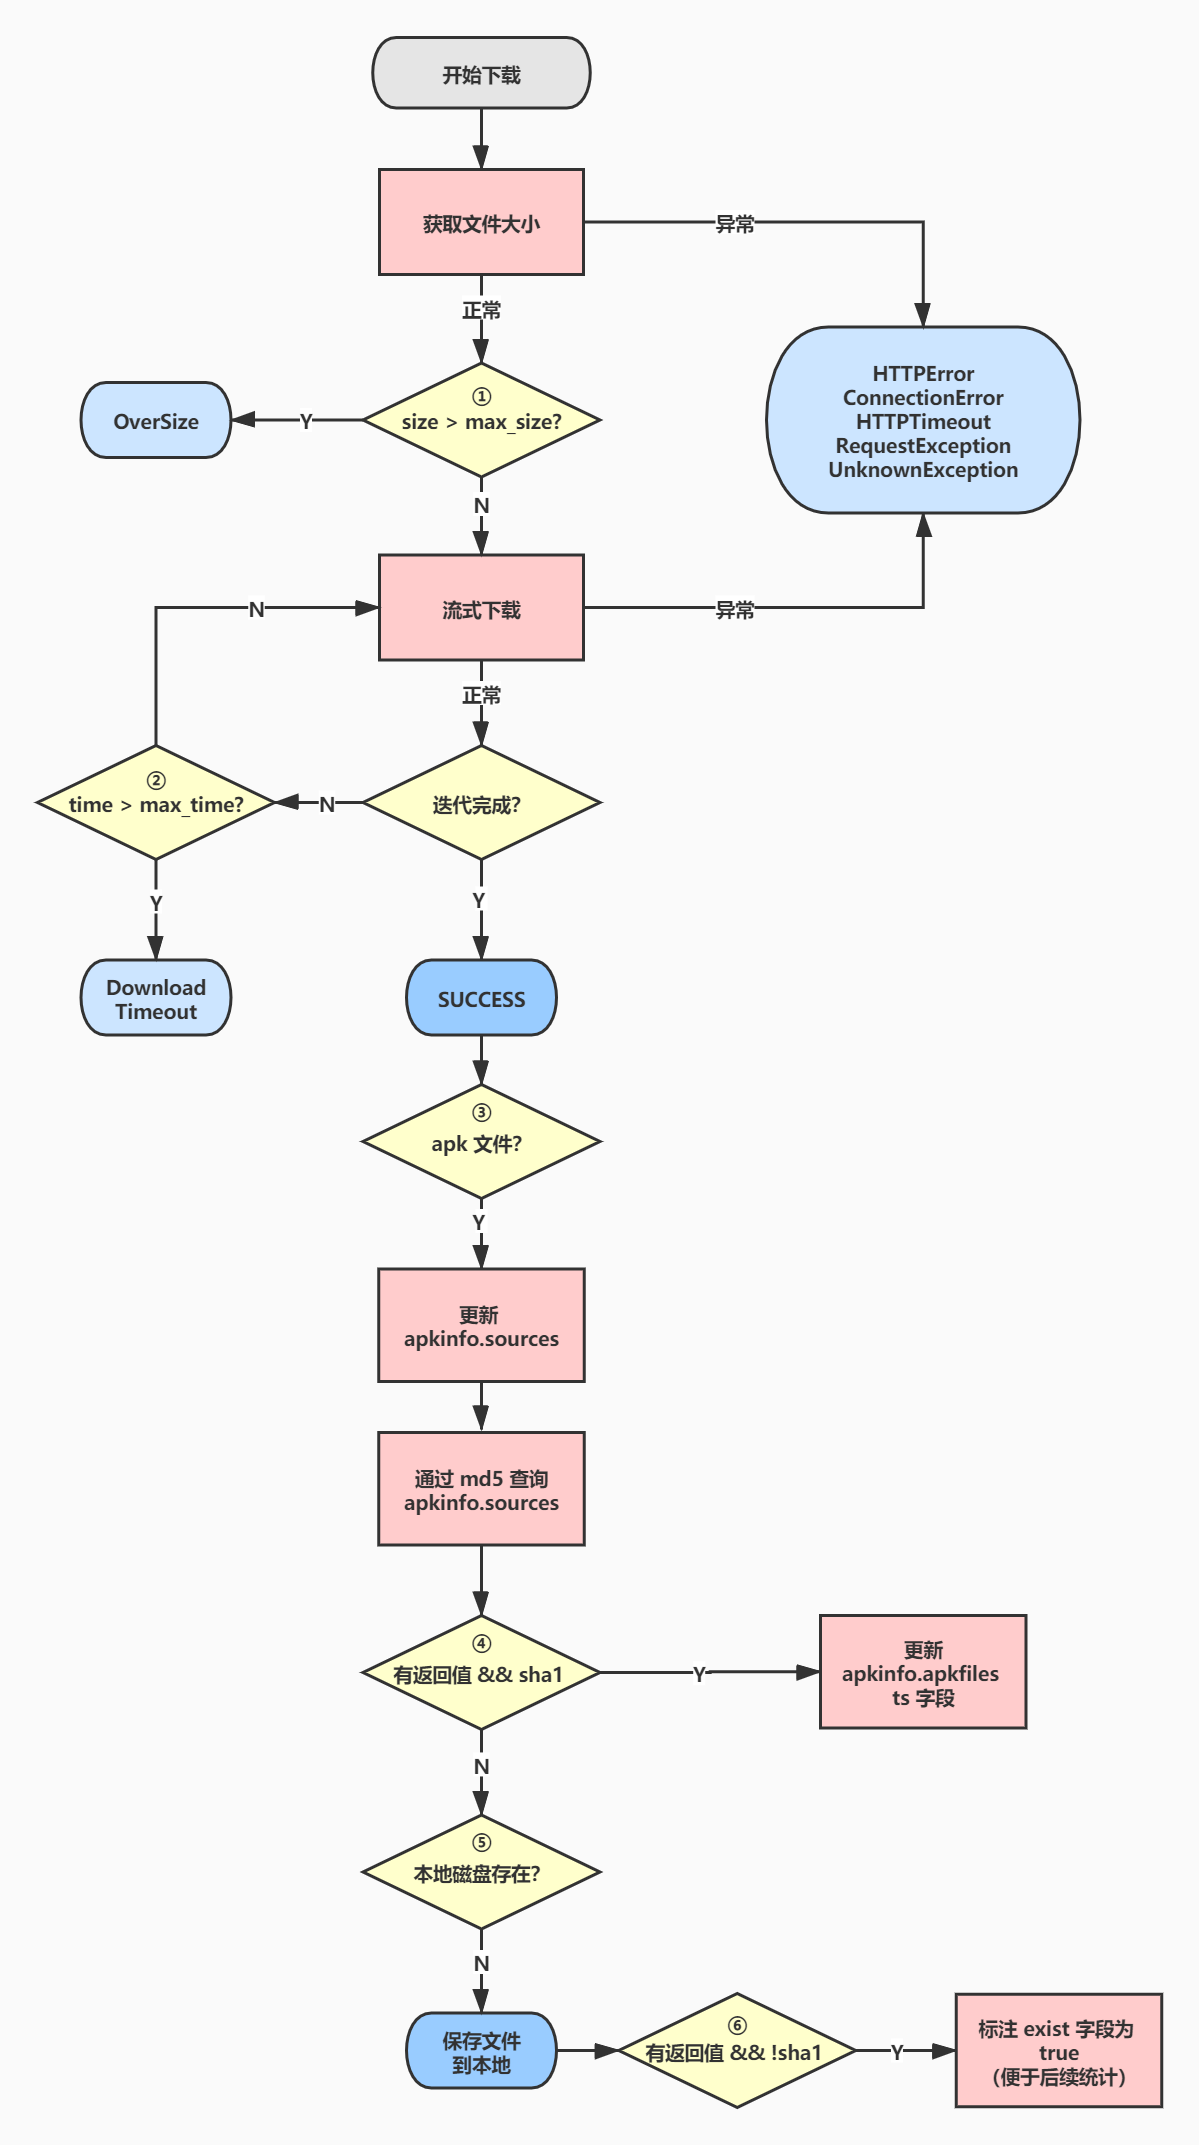 开始下载
获取文件大小
异常
正常
HTTPError
ConnectionError
HTTPTimeout
RequestException
UnknownException
①
size > max_size?
Y
OverSize
N
流式下载
异常
N
正常
②
time > max_time?
N
迭代完成?
Y
Y
Download
Timeout
SUCCESS
③
apk 文件?
Y
更新
apkinfo.sources
通过 md5 查询
apkinfo.sources
④
有返回值 && sha1
Y
更新
apkinfo.apkfiles
ts 字段
N
⑤
本地磁盘存在?
N
保存文件
到本地
⑥
有返回值 && !sha1
Y
标注 exist 字段为
true
（便于后续统计）